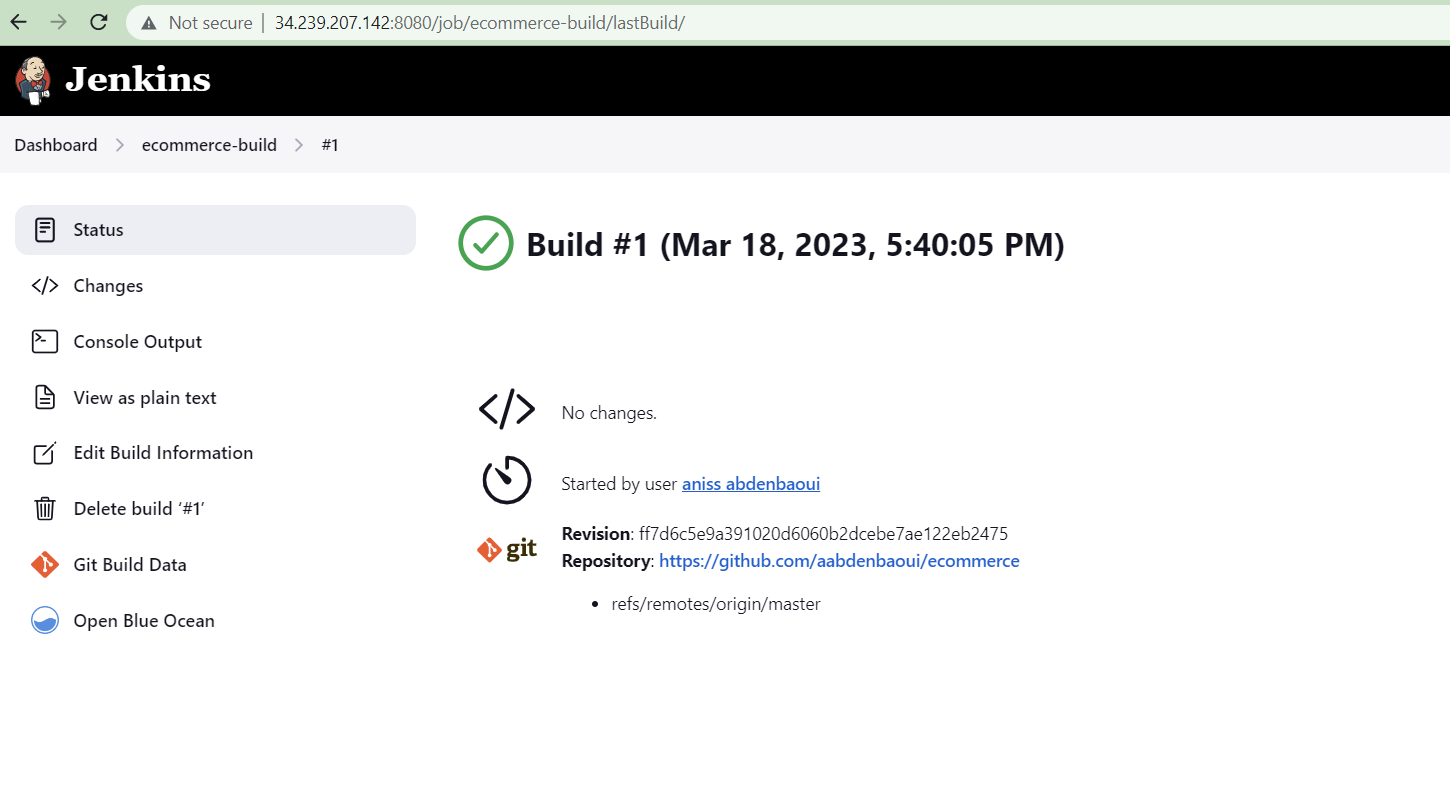 Not secure | 34.239.207.142:8080/job/ecommerce-build/lastBuild/
Jenkins
Dashboard ecommerce-build #1
Status
Changes
Console Output
View as plain text
Edit Build Information
Delete build ‘#1’
Git Build Data
Open Blue Ocean
Build #1 (Mar 18, 2023, 5:40:05 PM)
No changes.
Started by user aniss abdenbaoui
git
Revision: ff7d6c5e9a391020d6060b2dcebe7ae122eb2475
Repository: https://github.com/aabdenbaoui/ecommerce
• refs/remotes/origin/master